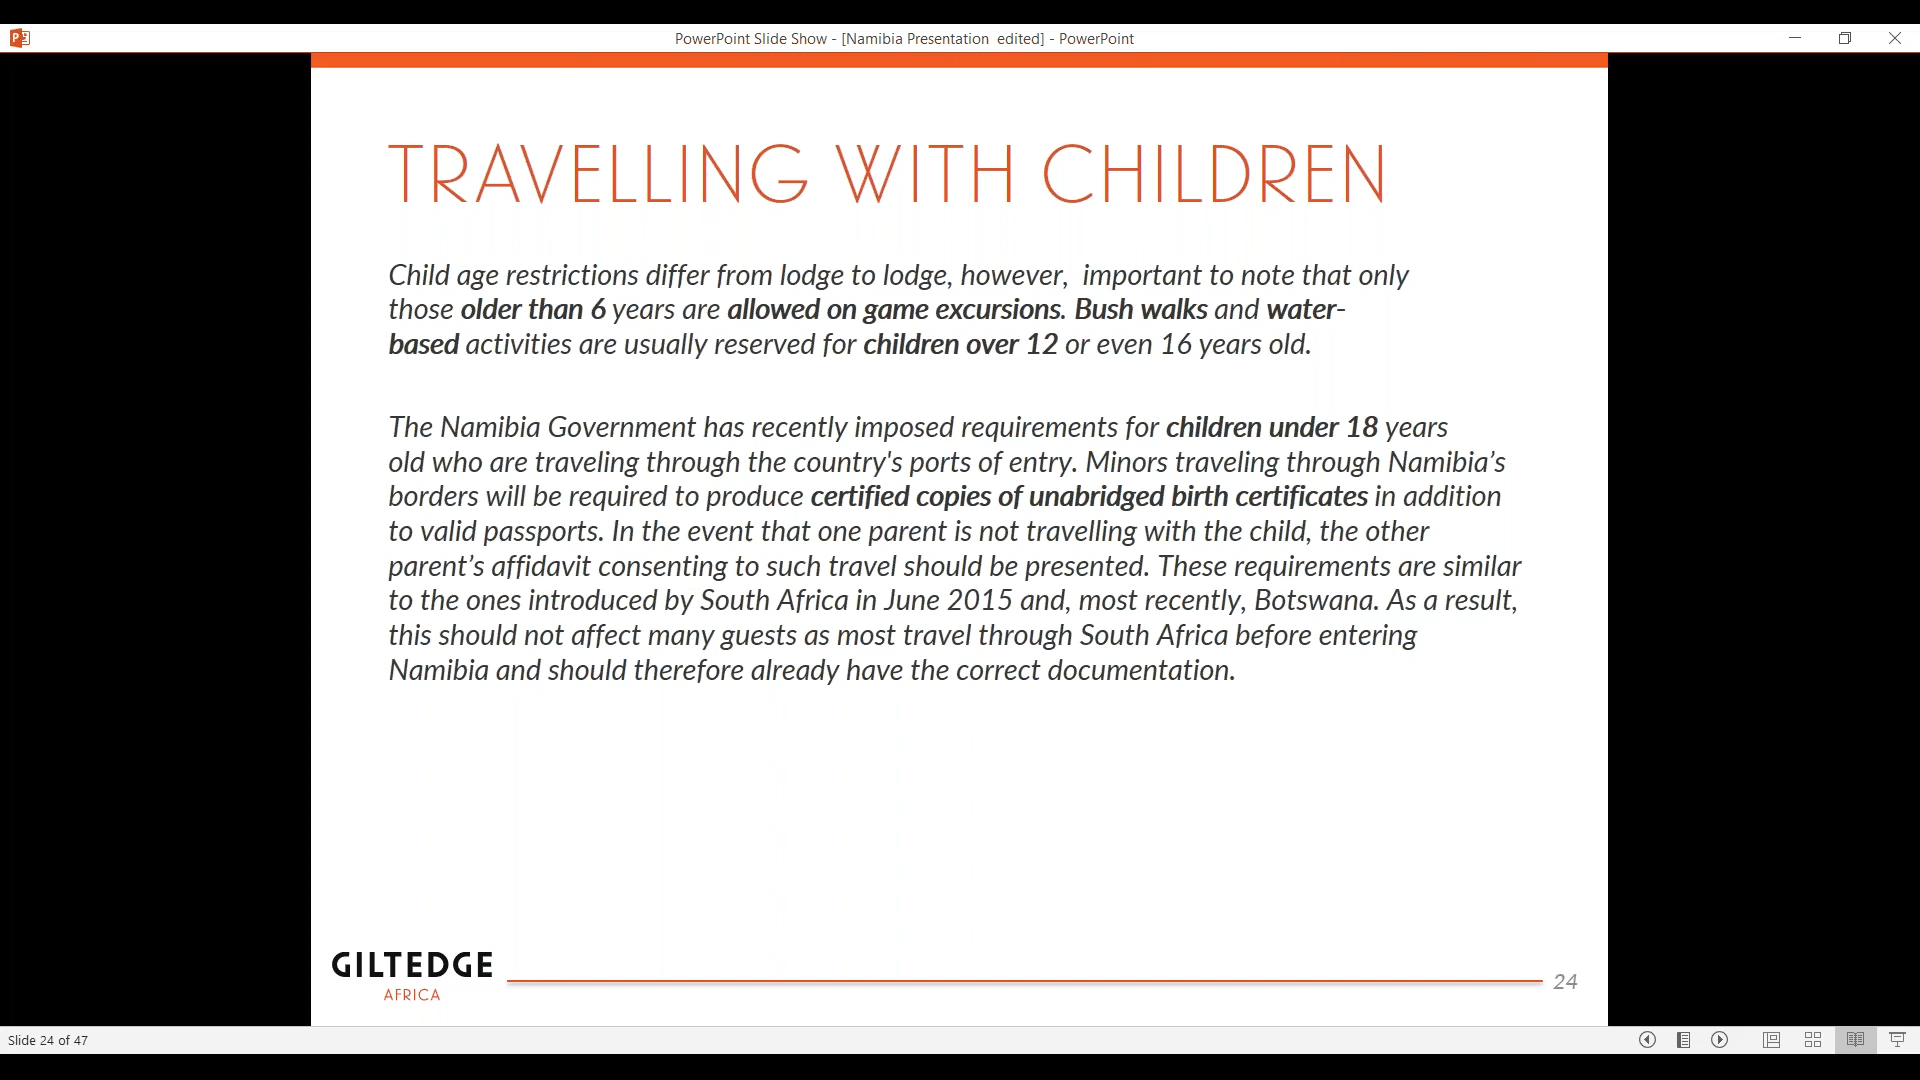 PowerPoint Slide Show - [Namibia Presentation  edited] - PowerPoint
TRAVELLING WITH CHILDREN
Child age restrictions differ from lodge to lodge, however,  important to note that only
those older than 6 years are allowed on game excursions. Bush walks and water-
based activities are usually reserved for children over 12 or even 16 years old.
The Namibia Government has recently imposed requirements for children under 18 years
old who are traveling through the country's ports of entry. Minors traveling through Namibia’s
borders will be required to produce certified copies of unabridged birth certificates in addition
to valid passports. In the event that one parent is not travelling with the child, the other
parent’s affidavit consenting to such travel should be presented. These requirements are similar
to the ones introduced by South Africa in June 2015 and, most recently, Botswana. As a result,
this should not affect many guests as most travel through South Africa before entering
Namibia and should therefore already have the correct documentation.
GILTEDGE
AFRICA
24
Slide 24 of 47